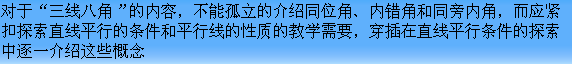 对于“三线八角”的内容，不能孤立的介绍同位角、内错角和同旁内角，而应紧
扣探索直线平行的条件和平行线的性质的教学需要，穿插在直线平行条件的探索
中逐一介绍这些概念